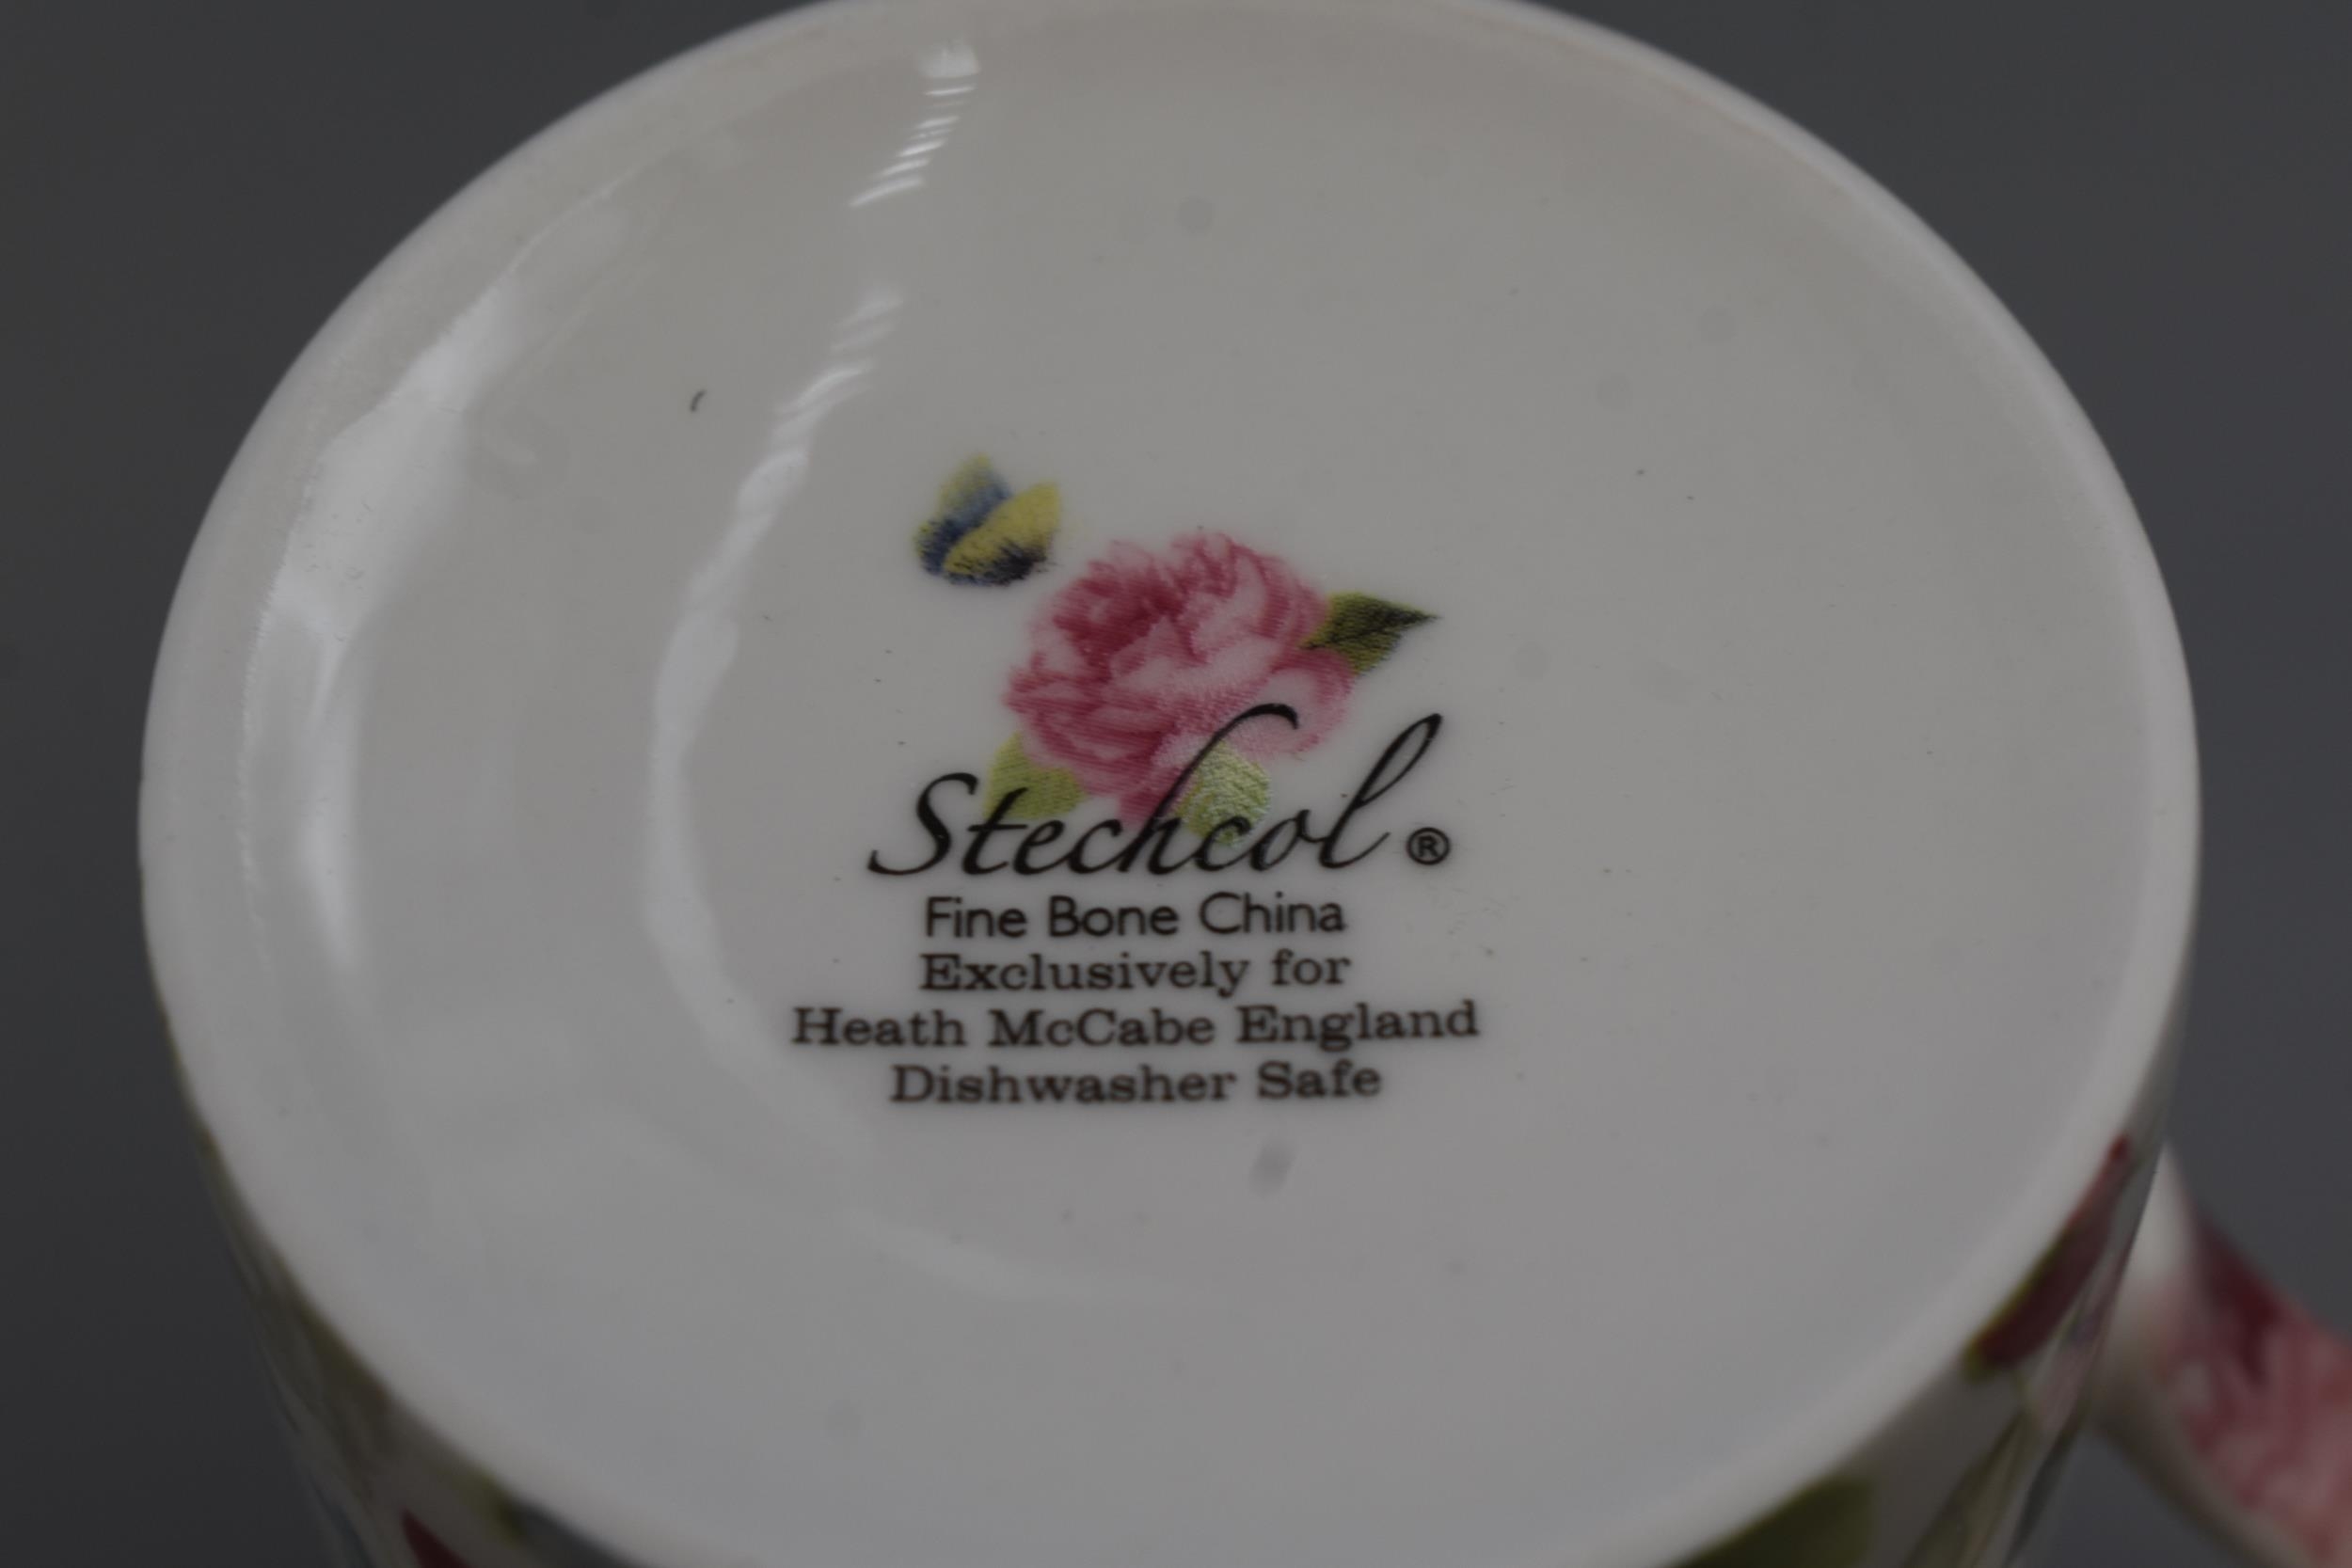 Stechcol ®
Fine Bone China
Exclusively for
Heath McCabe England
Dishwasher Safe